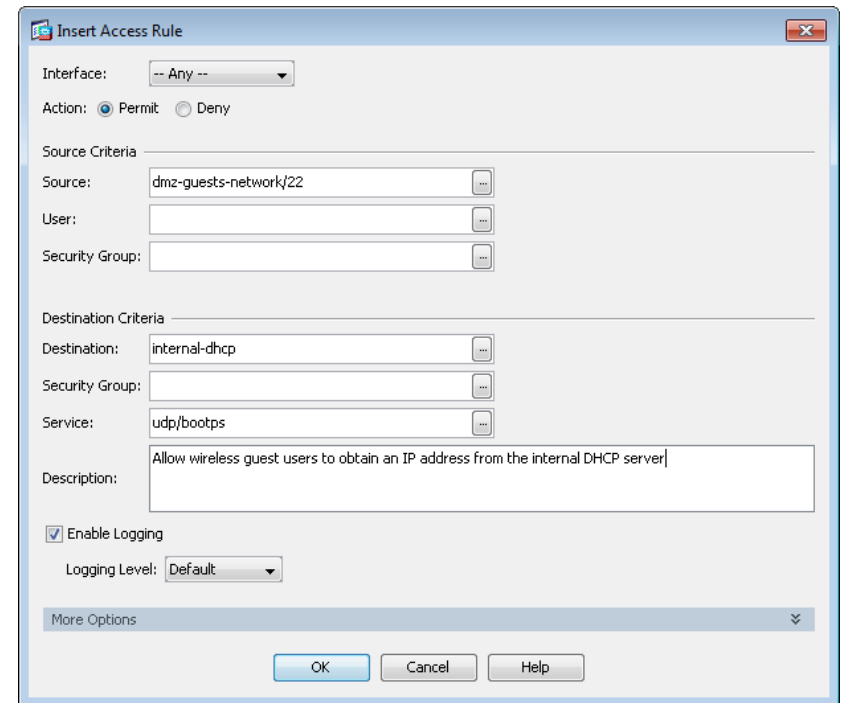 Insert Access Rule
Interface: -- Any --
Action: Permit Deny
Source Criteria
Source: dmz-guests-network/22 ...
User: ...
Security Group: ...
Destination Criteria
Destination: internal-dhcp ...
Security Group: ...
Service: udp/bootps ...
Allow wireless guest users to obtain an IP address from the internal DHCP server
Description:
Enable Logging
Logging Level: Default
More Options
OK Cancel Help